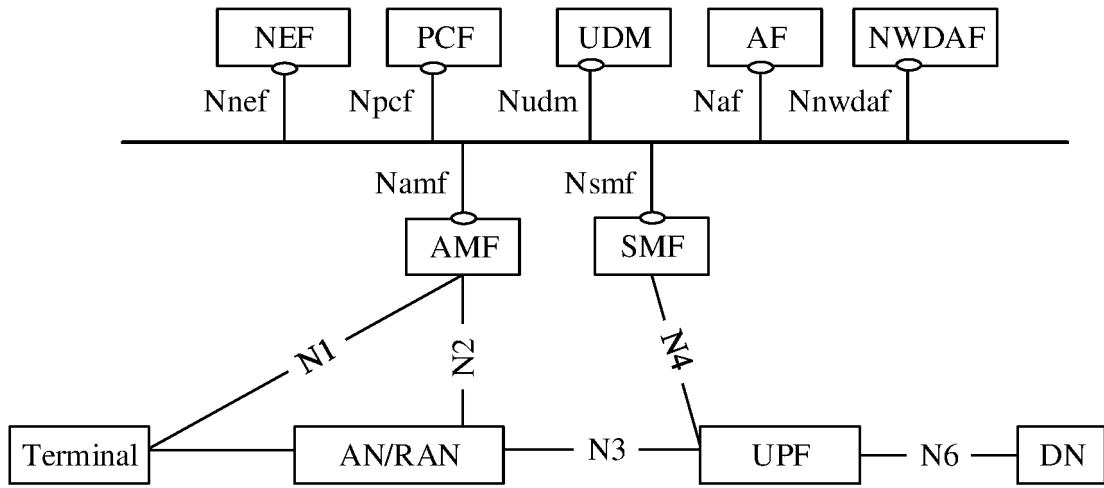 NEF PCF UDM AF NWDAF
Nnef Npcf Nudm Naf Nnwdaf
Namf Nsmf
AMF SMF
N1 N2 N4
Terminal AN/RAN N3 UPF N6 DN